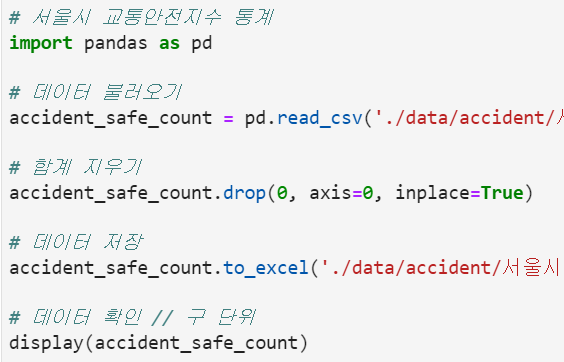 # 서울시 교통안전지수 통계
import pandas as pd
# 데이터 불러오기
accident_safe_count = pd.read_csv('./data/accident/
# 합계 지우기
accident_safe_count.drop(0, axis=0, inplace=True)
# 데이터 저장
accident_safe_count.to_excel('./data/accident/서울시
# 데이터 확인 // 구 단위
display(accident_safe_count)